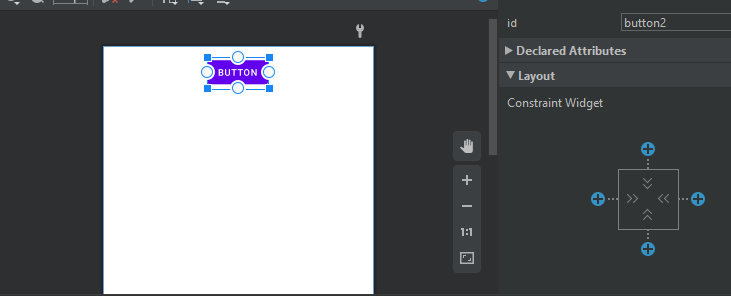 id
button2
Declared Attributes
BUTTON
Layout
Constraint Widget
1:1